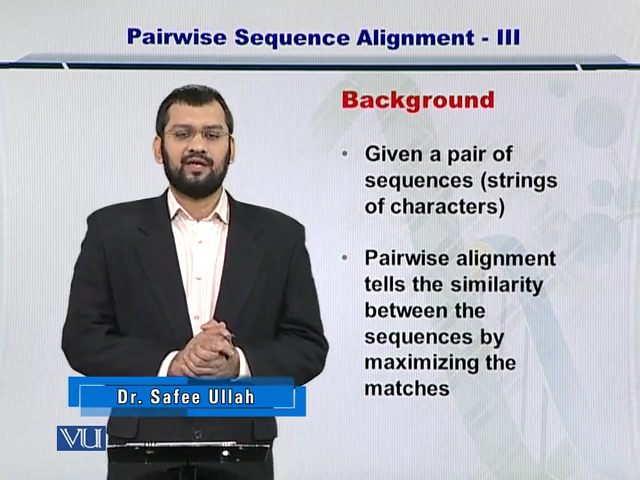 Pairwise Sequence Alignment - III
Background
• Given a pair of
sequences (strings
of characters)
• Pairwise alignment
tells the similarity
between the
sequences by
maximizing the
matches
Dr. Safee Ullah
VU